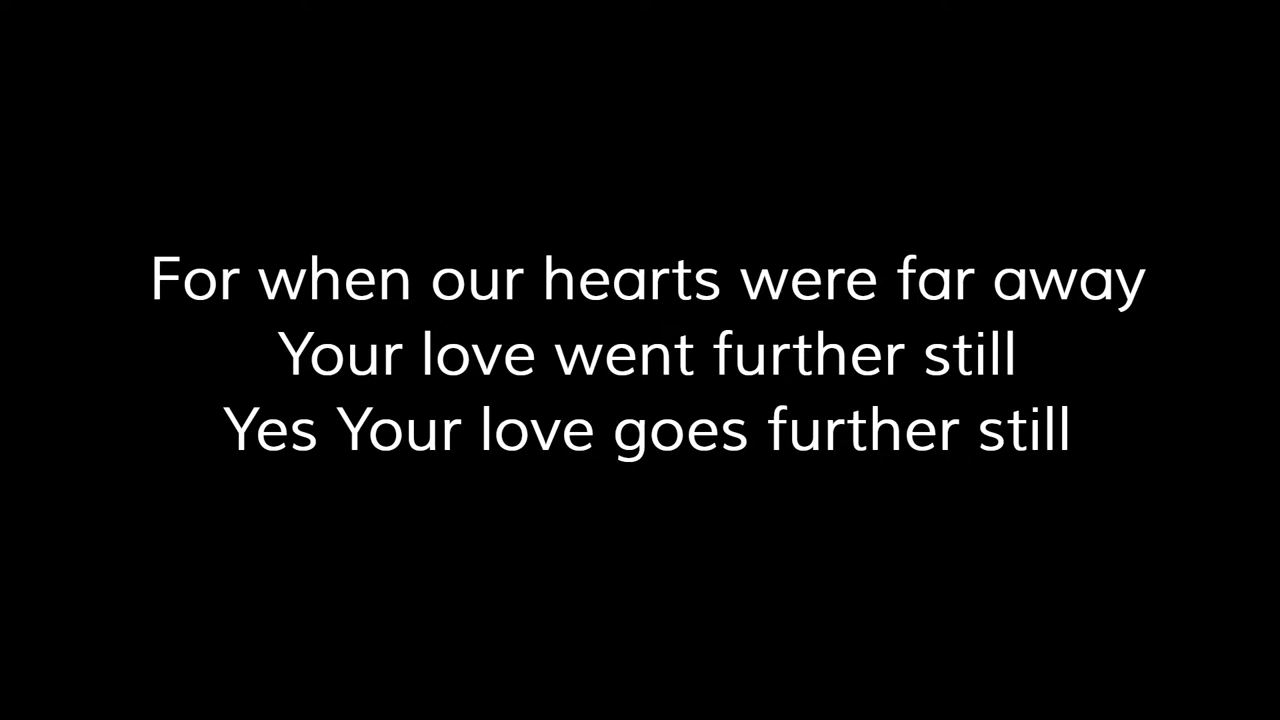 For when our hearts were far away
Your love went further still
Yes Your love goes further still